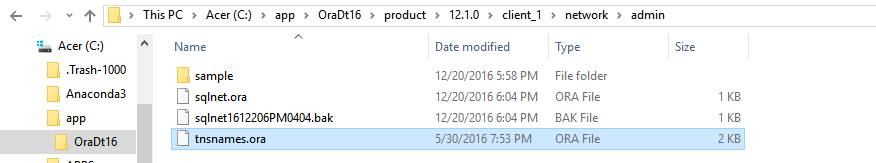 This PC > Acer (C:) > app > OraDt16 > product > 12.1.0 > client_1 > network > admin
Acer (C:)
.Trash-1000
Anaconda3
app
OraDt16
Name Date modified Type Size
sample 12/20/2016 5:58 PM File folder
sqlnet.ora 12/20/2016 6:04 PM ORA File 1 KB
sqlnet1612206PM0404.bak 12/20/2016 6:04 PM BAK File 1 KB
tnsnames.ora 5/30/2016 7:53 PM ORA File 2 KB